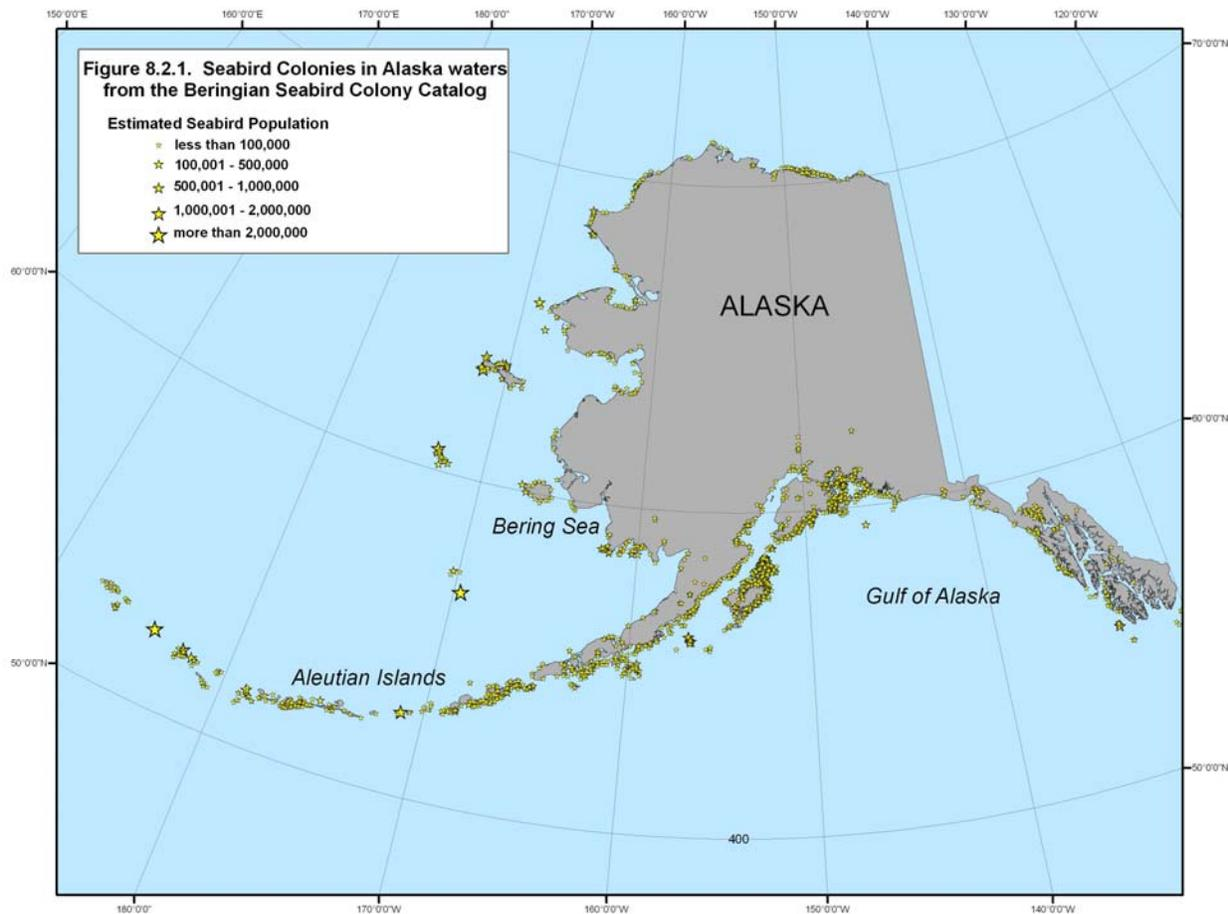 150°0'0"E
160°0'0"E
170°0'0"E
180°0'0"
170°0'0"W
160°0'0"W
150°0'0"W
140°0'0"W
130°0'0"W
120°0'0"W
70°0'0"N
Figure 8.2.1. Seabird Colonies in Alaska waters
from the Beringian Seabird Colony Catalog
Estimated Seabird Population
less than 100,000
100,001 - 500,000
500,001 - 1,000,000
1,000,001 - 2,000,000
more than 2,000,000
60°0'0"N
ALASKA
60°0'0"N
Bering Sea
Gulf of Alaska
50°0'0"N
Aleutian Islands
50°0'0"N
400
180°0'0"
170°0'0"W
160°0'0"W
150°0'0"W
140°0'0"W